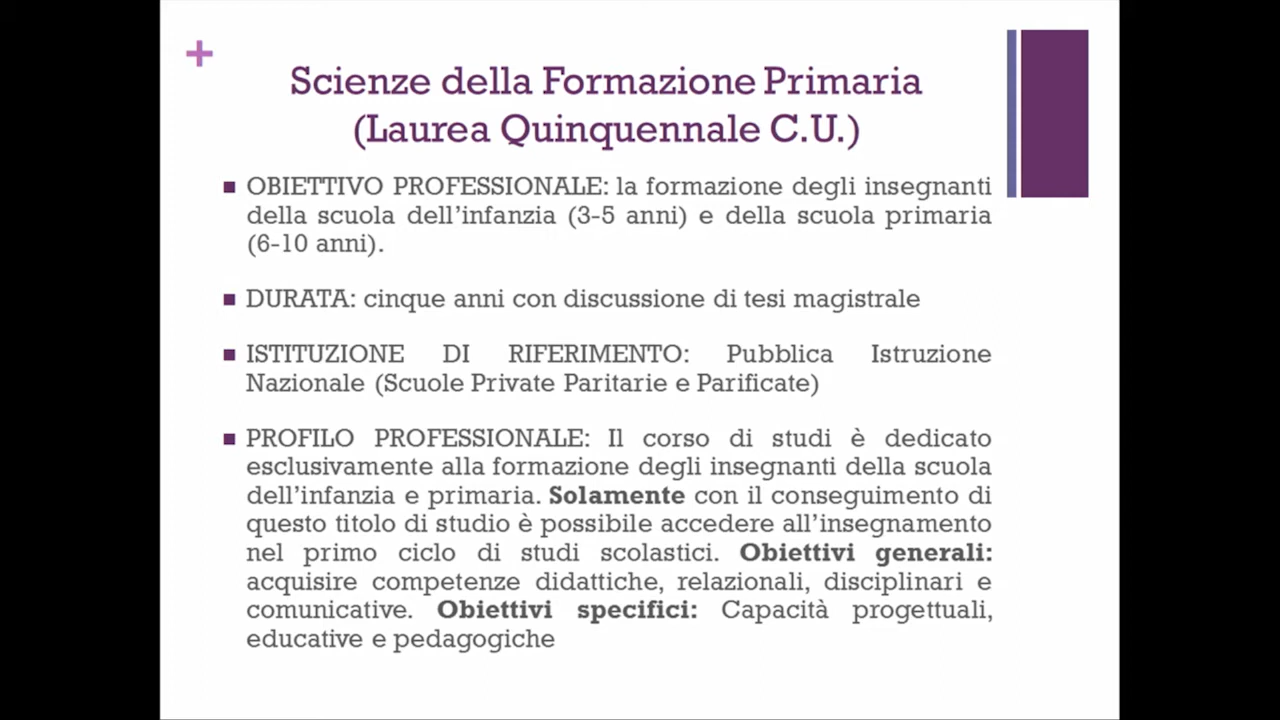 Scienze della Formazione Primaria
(Laurea Quinquennale C.U.)
OBIETTIVO PROFESSIONALE: la formazione degli insegnanti
della scuola dell’infanzia (3-5 anni) e della scuola primaria
(6-10 anni).
DURATA: cinque anni con discussione di tesi magistrale
ISTITUZIONE DI RIFERIMENTO: Pubblica Istruzione
Nazionale (Scuole Private Paritarie e Parificate)
PROFILO PROFESSIONALE: Il corso di studi è dedicato
esclusivamente alla formazione degli insegnanti della scuola
dell’infanzia e primaria. Solamente con il conseguimento di
questo titolo di studio è possibile accedere all’insegnamento
nel primo ciclo di studi scolastici. Obiettivi generali:
acquisire competenze didattiche, relazionali, disciplinari e
comunicative. Obiettivi specifici: Capacità progettuali,
educative e pedagogiche